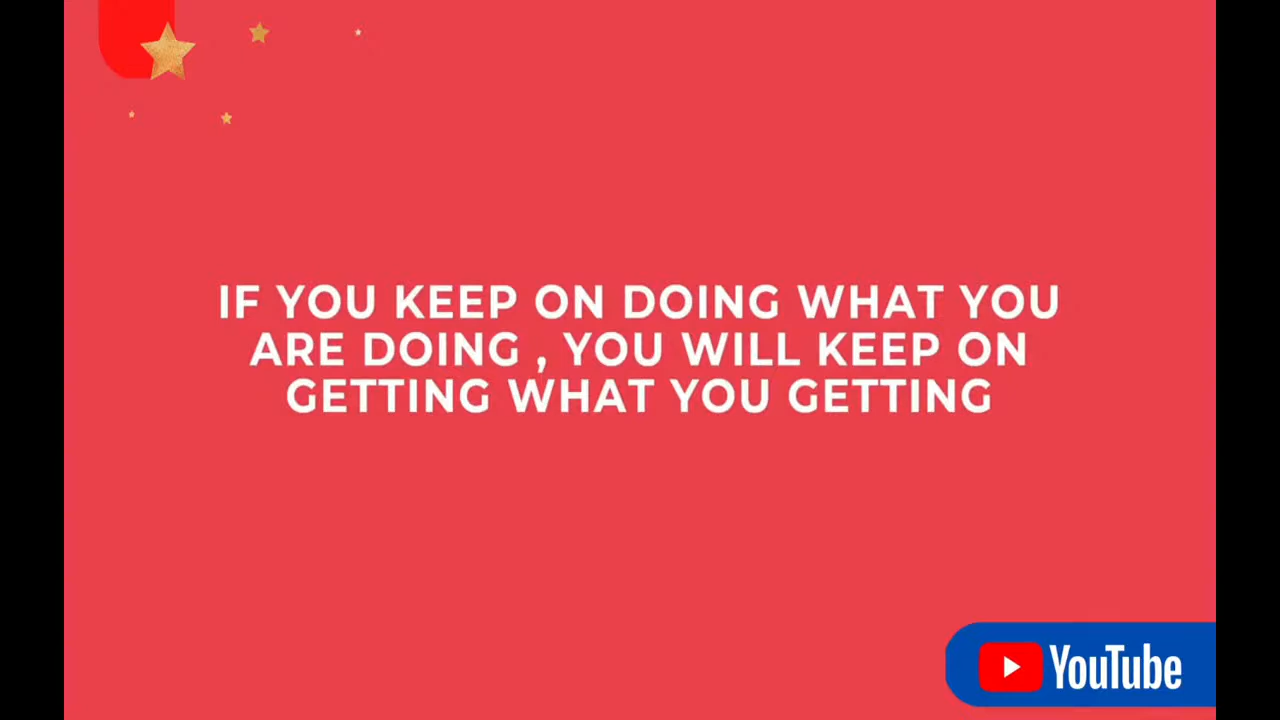 IF YOU KEEP ON DOING WHAT YOU
ARE DOING , YOU WILL KEEP ON
GETTING WHAT YOU GETTING
YouTube